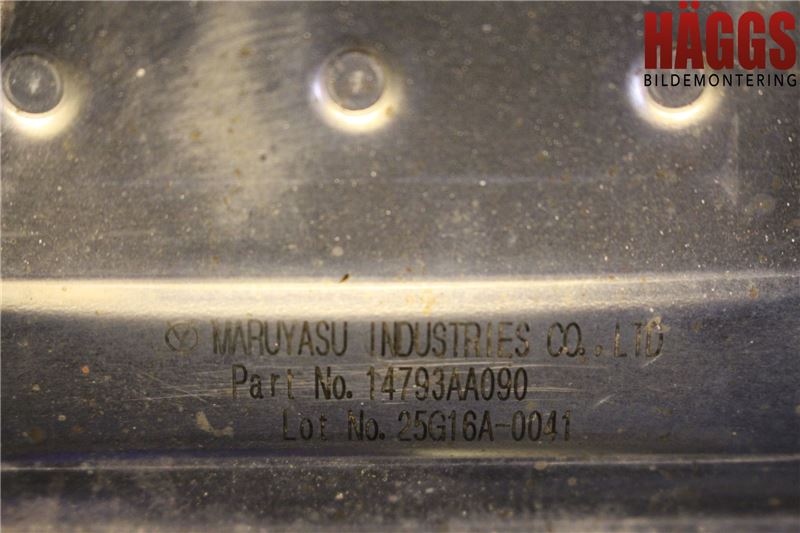 HÄGGS
BILDEMONTERING
MARUYASU INDUSTRIES CO., LTD
Part No. 14793AA090
Lot No. 25G16A-0041